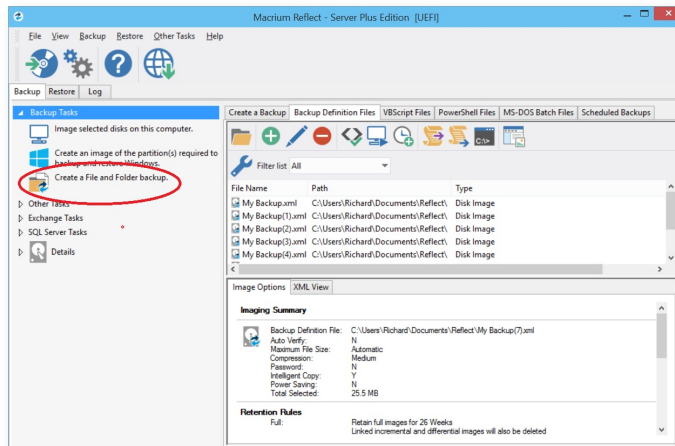 Macrium Reflect - Server Plus Edition [UEFI]
File View Backup Restore Other Tasks Help
Backup Restore Log
Backup Tasks
Image selected disks on this computer.
Create an image of the partition(s) required to
backup and restore Windows.
Create a File and Folder backup.
Other Tasks
Exchange Tasks
SQL Server Tasks
Details
Create a Backup Backup Definition Files VBScript Files PowerShell Files MS-DOS Batch Files Scheduled Backups
C:\>
Filter list All
File Name Path Type
My Backup.xml C:\Users\Richard\Documents\Reflect\ Disk Image
My Backup(1).xml C:\Users\Richard\Documents\Reflect\ Disk Image
My Backup(2).xml C:\Users\Richard\Documents\Reflect\ Disk Image
My Backup(3).xml C:\Users\Richard\Documents\Reflect\ Disk Image
My Backup(4).xml C:\Users\Richard\Documents\Reflect\ Disk Image
Image Options XML View
Imaging Summary
Backup Definition File: C:\Users\Richard\Documents\Reflect\My Backup(7).xml
Auto Verify: N
Maximum File Size: Automatic
Compression: Medium
Password: N
Intelligent Copy: Y
Power Saving: N
Total Selected: 25.5 MB
Retention Rules
Full: Retain full images for 26 Weeks
Linked incremental and differential images will also be deleted